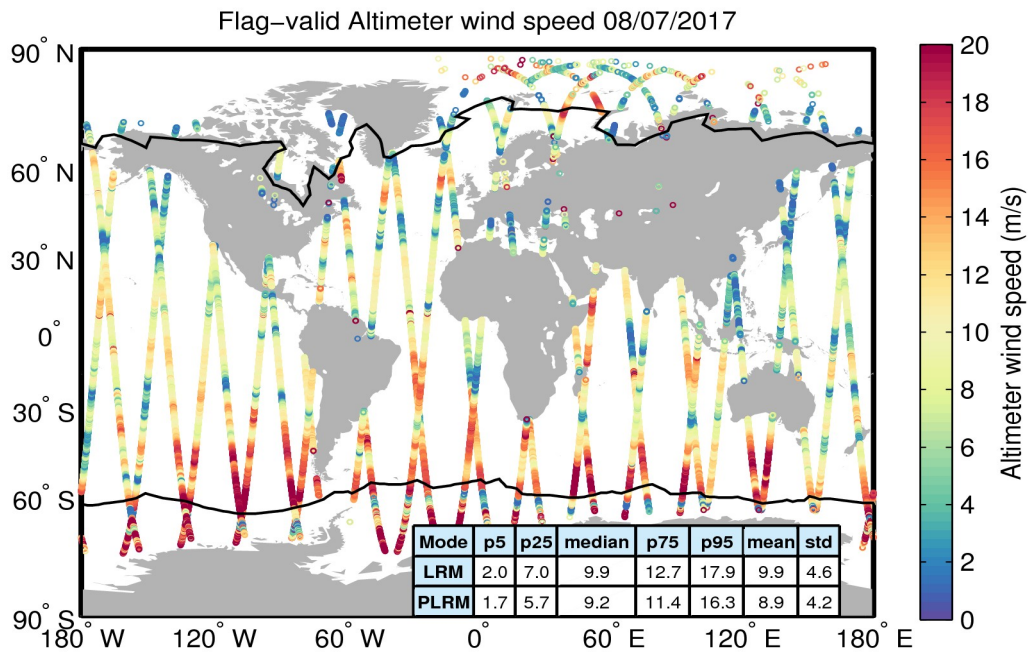 Flag−valid Altimeter wind speed 08/07/2017
90° N
60° N
30° N
0°
30° S
60° S
90° S
180° W
120° W
60° W
0°
60° E
120° E
180° E
Mode p5 p25 median p75 p95 mean std
LRM 2.0 7.0 9.9 12.7 17.9 9.9 4.6
PLRM 1.7 5.7 9.2 11.4 16.3 8.9 4.2
20
18
16
14
12
10
8
6
4
2
0
Altimeter wind speed (m/s)